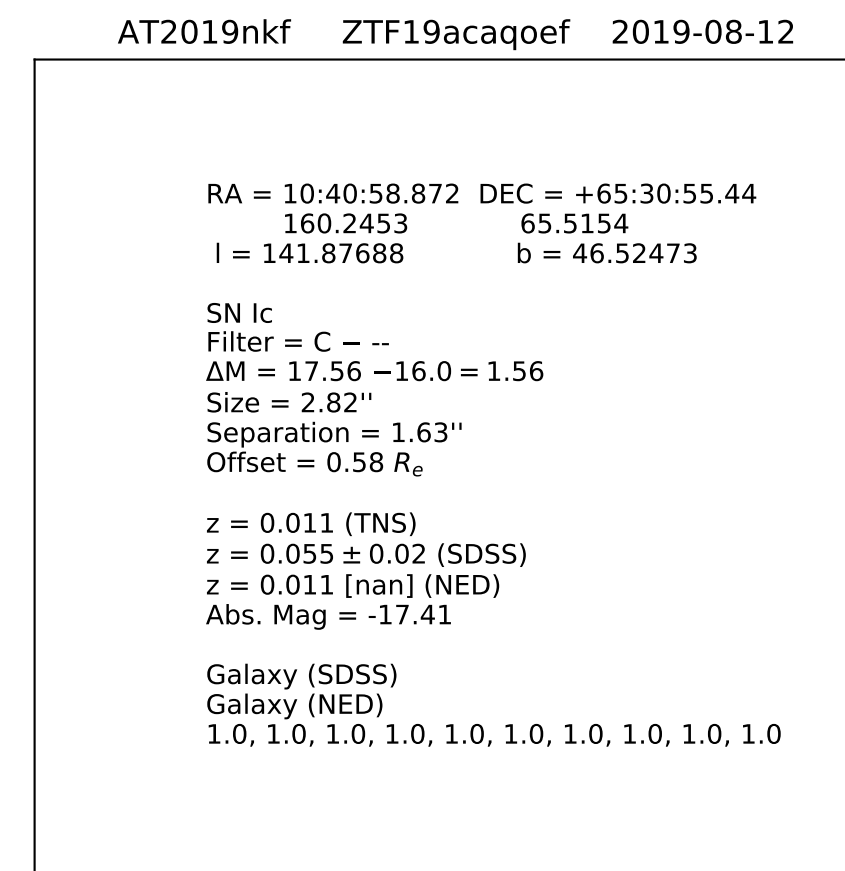 AT2019nkf ZTF19acaqoef 2019-08-12
RA = 10:40:58.872 DEC = +65:30:55.44
160.2453 65.5154
l = 141.87688 b = 46.52473
SN Ic
Filter = C − --
ΔM = 17.56 −16.0 = 1.56
Size = 2.82''
Separation = 1.63''
Offset = 0.58 Rₑ
z = 0.011 (TNS)
z = 0.055 ± 0.02 (SDSS)
z = 0.011 [nan] (NED)
Abs. Mag = -17.41
Galaxy (SDSS)
Galaxy (NED)
1.0, 1.0, 1.0, 1.0, 1.0, 1.0, 1.0, 1.0, 1.0, 1.0